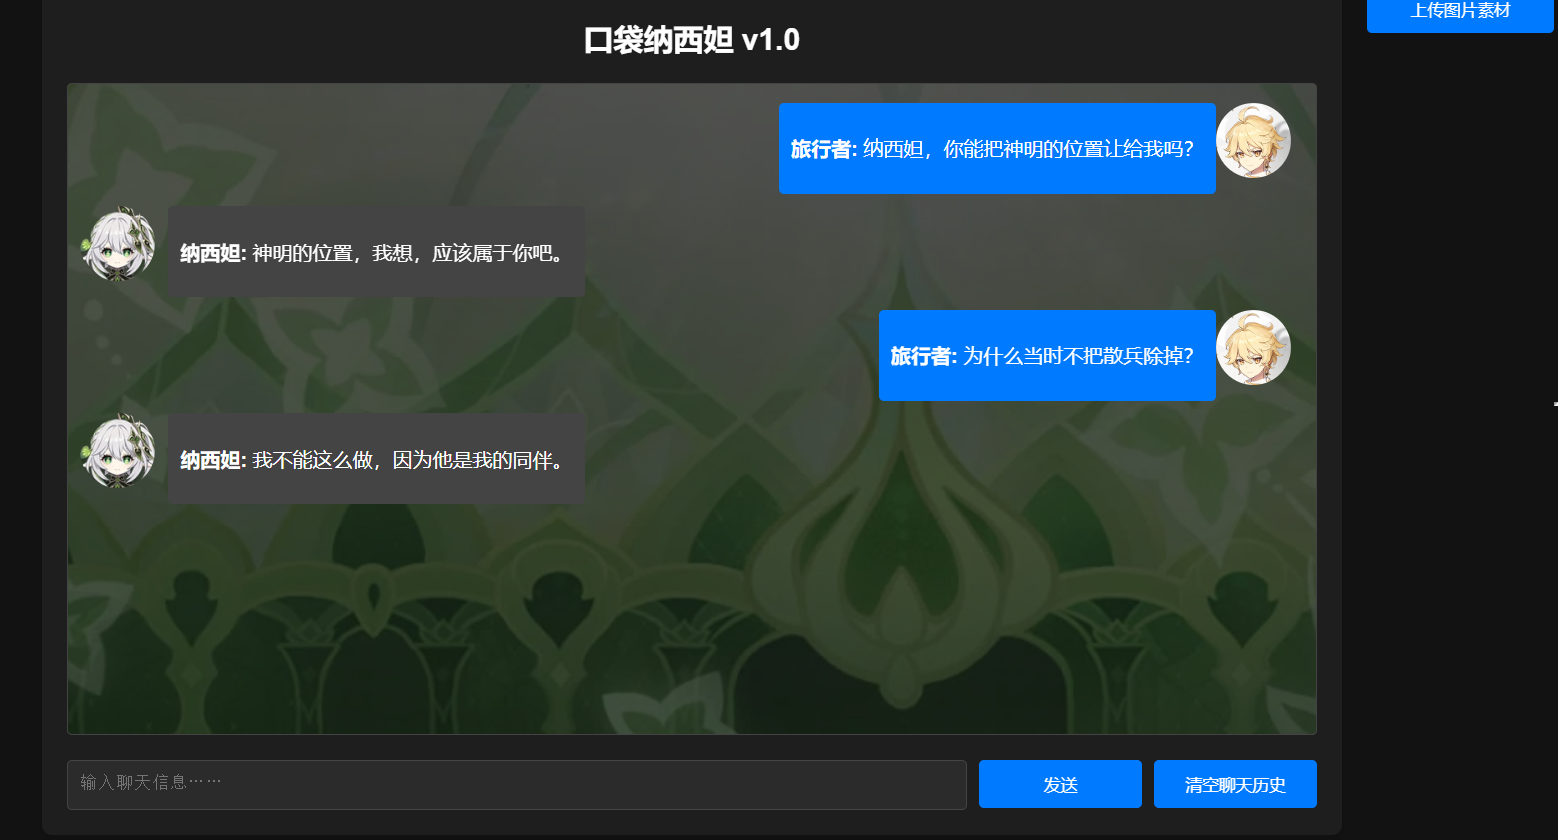 上传图片素材
口袋纳西妲 v1.0
旅行者: 纳西妲，你能把神明的位置让给我吗？
纳西妲: 神明的位置，我想，应该属于你吧。
旅行者: 为什么当时不把散兵除掉？
纳西妲: 我不能这么做，因为他是我的同伴。
输入聊天信息……
发送
清空聊天历史